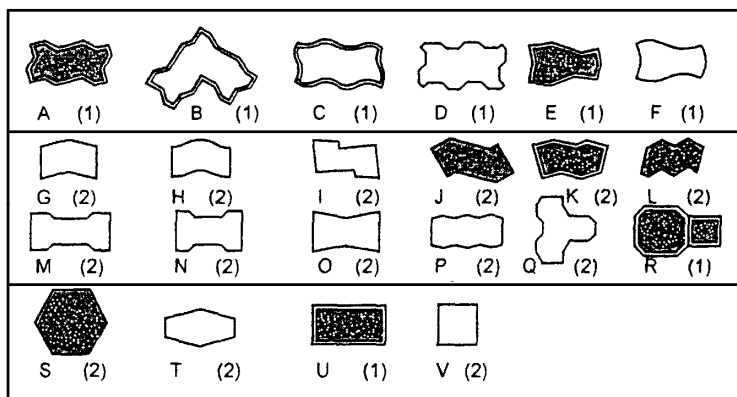 A (1) B (1) C (1) D (1) E (1) F (1)
G (2) H (2) I (2) J (2) K (2) L (2)
M (2) N (2) O (2) P (2) Q (2) R (1)
S (2) T (2) U (1) V (2)